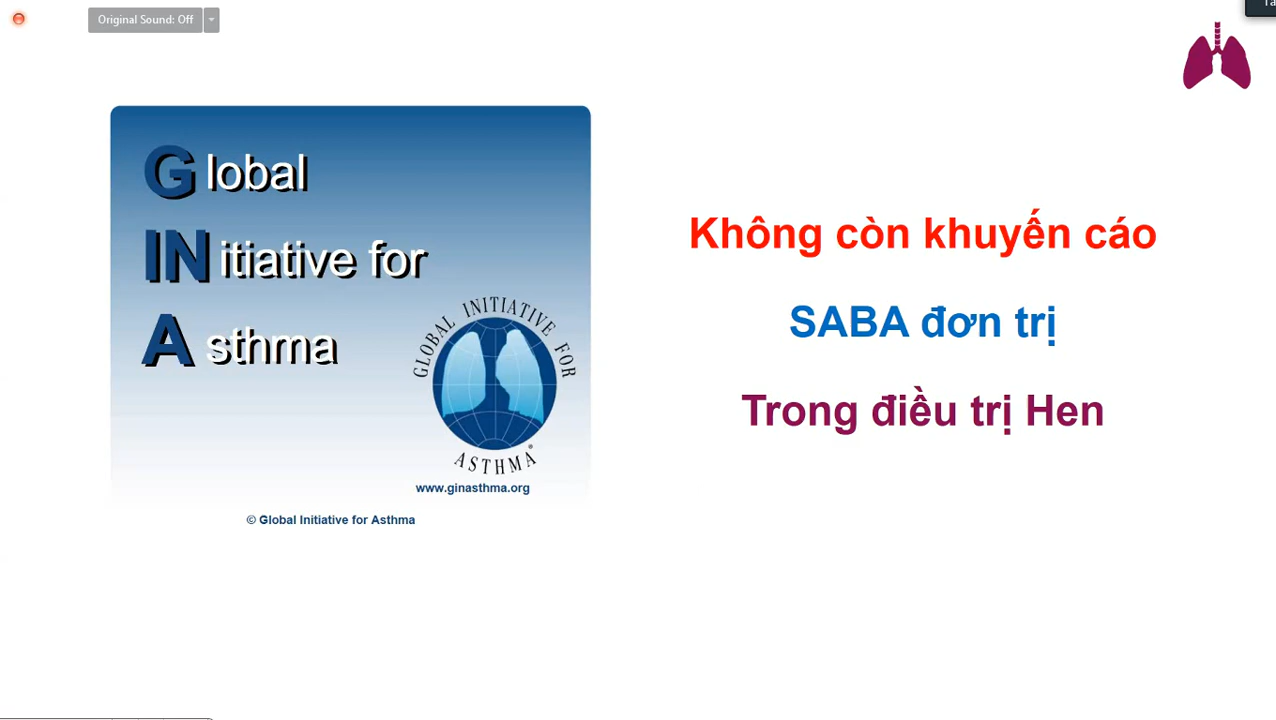 Original Sound: Off
Ta
Global
INitiative for
Asthma
GLOBAL INITIATIVE FOR
ASTHMA
®
www.ginasthma.org
© Global Initiative for Asthma
Không còn khuyến cáo
SABA đơn trị
Trong điều trị Hen